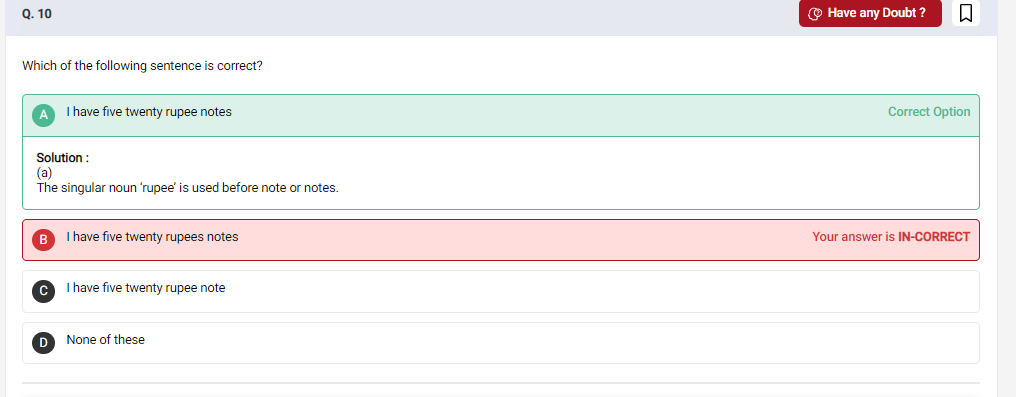 Q. 10
Have any Doubt ?
Which of the following sentence is correct?
A
I have five twenty rupee notes
Correct Option
Solution :
(a)
The singular noun ‘rupee’ is used before note or notes.
B
I have five twenty rupees notes
Your answer is IN-CORRECT
C
I have five twenty rupee note
D
None of these